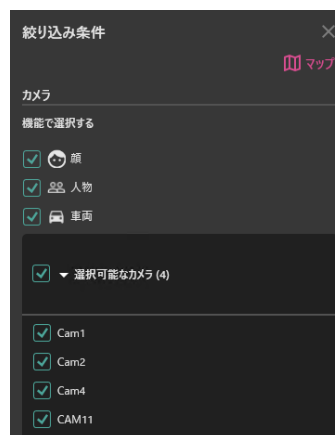 絞り込み条件
マップ
カメラ
機能で選択する
顔
人物
車両
選択可能なカメラ (4)
Cam1
Cam2
Cam4
CAM11